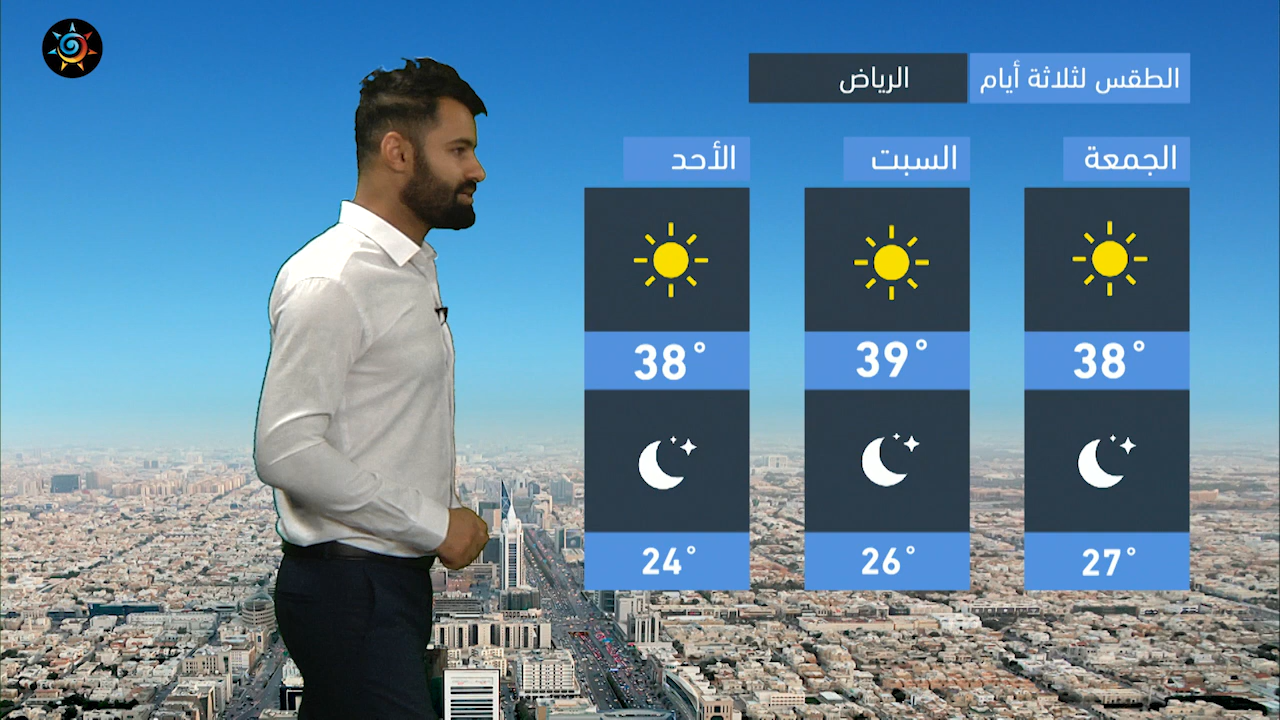 الطقس لثلاثة أيام
الرياض
الجمعة
السبت
الأحد
38°
39°
38°
27°
26°
24°